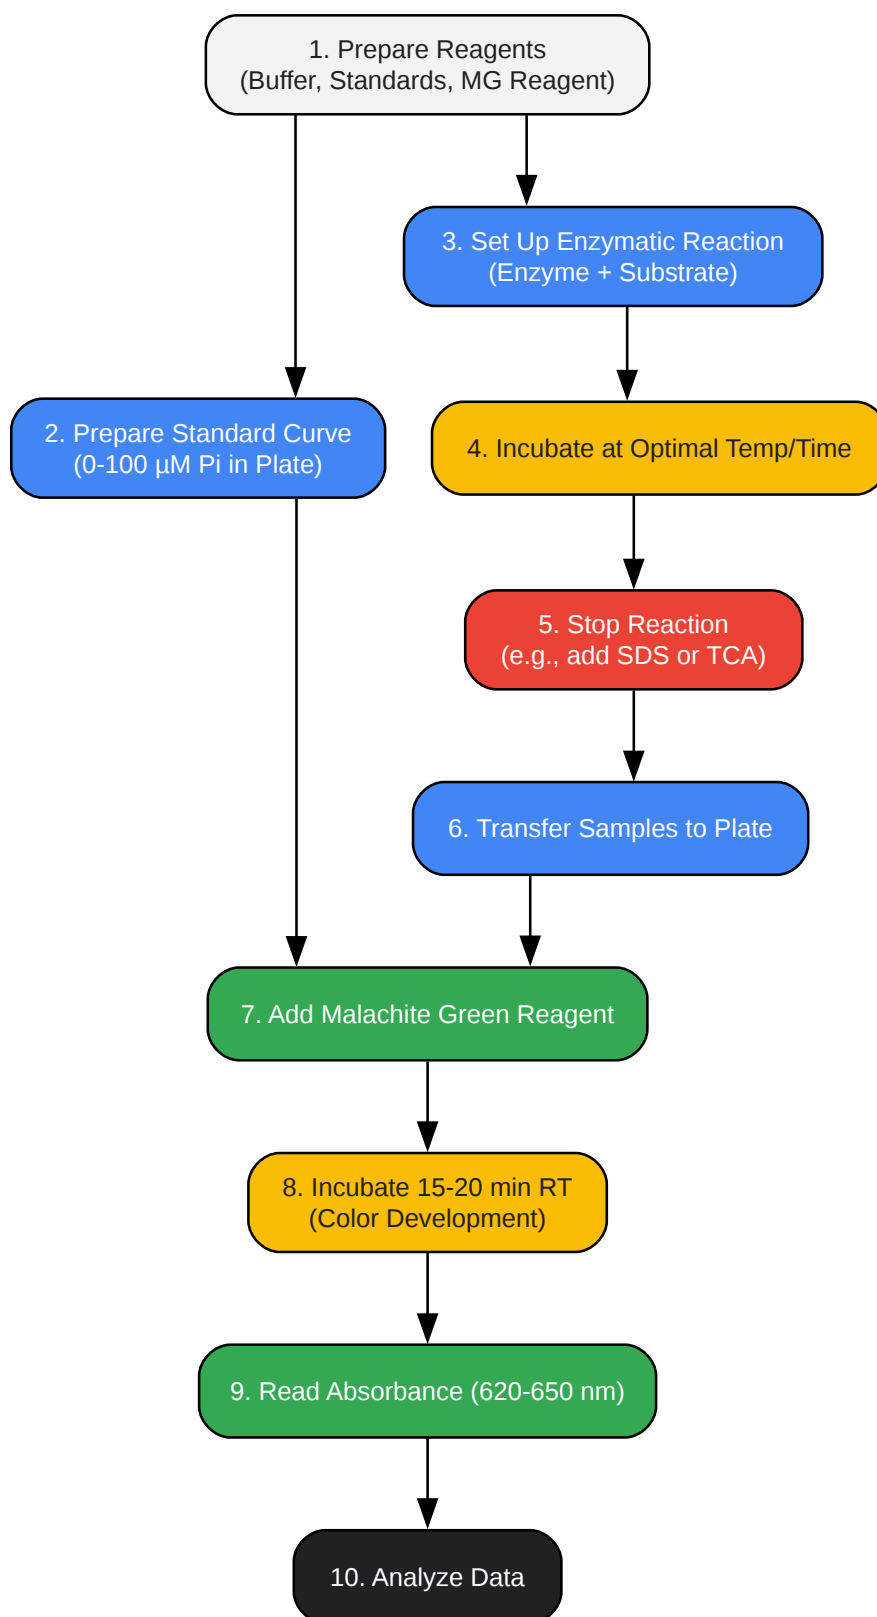 1. Prepare Reagents
(Buffer, Standards, MG Reagent)
3. Set Up Enzymatic Reaction
(Enzyme + Substrate)
2. Prepare Standard Curve
(0-100 µM Pi in Plate)
4. Incubate at Optimal Temp/Time
5. Stop Reaction
(e.g., add SDS or TCA)
6. Transfer Samples to Plate
7. Add Malachite Green Reagent
8. Incubate 15-20 min RT
(Color Development)
9. Read Absorbance (620-650 nm)
10. Analyze Data